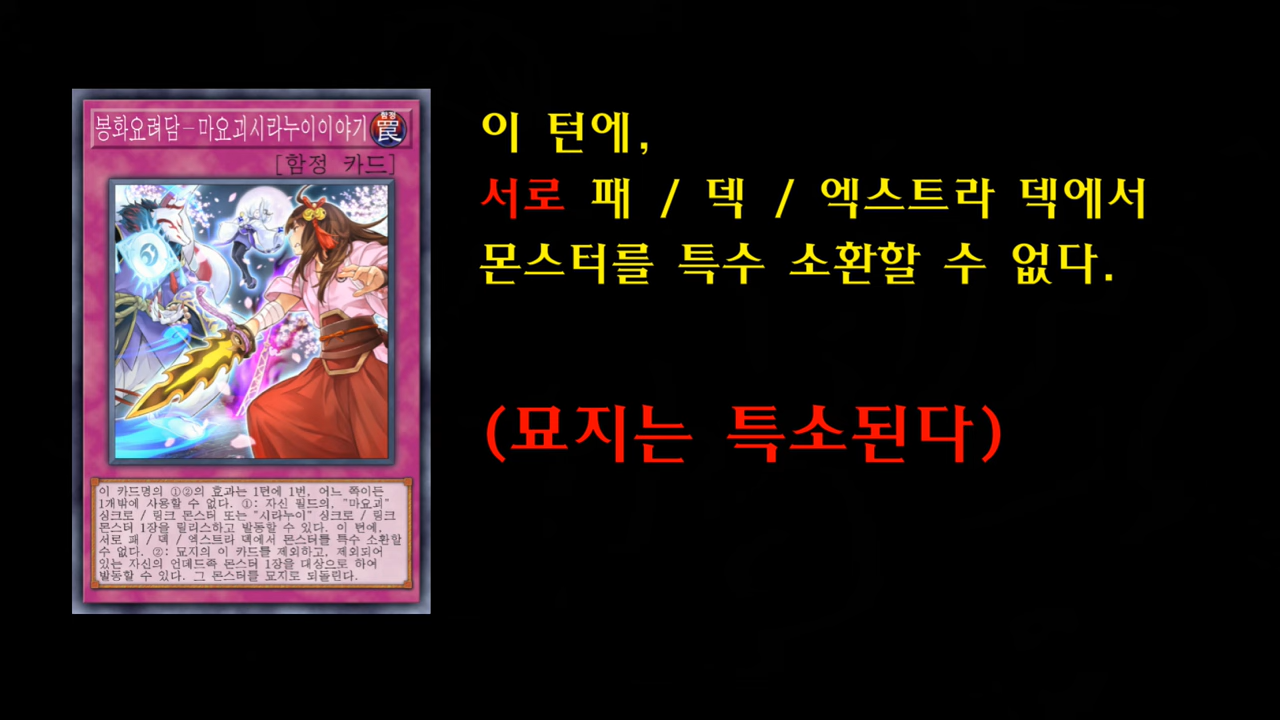 봉화요려담-마요괴시라누이이야기
함정
罠
[함정 카드]
이 카드명의 ①②의 효과는 1턴에 1번, 어느 쪽이든
1개밖에 사용할 수 없다. ①: 자신 필드의, "마요괴"
싱크로 / 링크 몬스터 또는 "시라누이" 싱크로 / 링크
몬스터 1장을 릴리스하고 발동할 수 있다. 이 번에,
서로 패 / 덱 / 엑스트라 덱에서 몬스터를 특수 소환할
수 없다. ②: 묘지의 이 카드를 제외하고, 제외되어
있는 자신의 언데드족 몬스터 1장을 대상으로 하여
발동할 수 있다. 그 몬스터를 묘지로 되돌린다.
이 턴에,
서로 패 / 덱 / 엑스트라 덱에서
몬스터를 특수 소환할 수 없다.
(묘지는 특소된다)